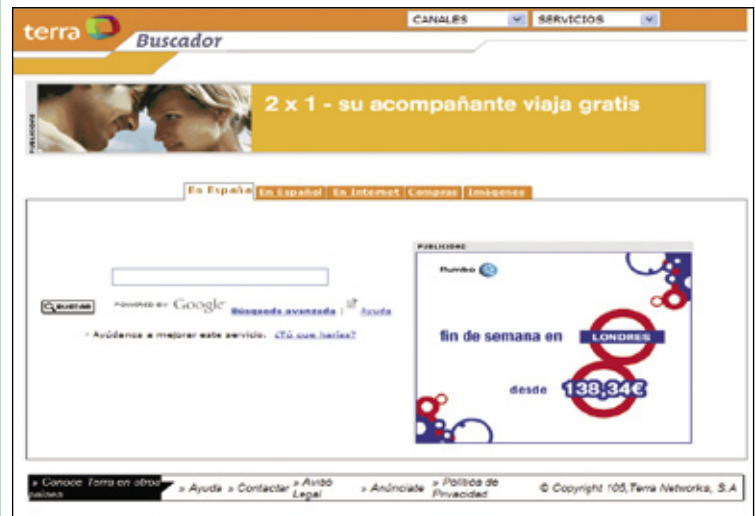 terra
Buscador
CANALES
SERVICIOS
PUBLICIDAD
2 x 1 - su acompañante viaja gratis
En España
En Español
En Internet
Compras
Imágenes
PUBLICIDAD
Rumbo
BUSCAR
POWERED BY Google
Búsqueda avanzada | Ayuda
Ayúdanos a mejorar este servicio. ¿Tú que harías?
fin de semana en LONDRES
desde 138,34€
» Conoce Terra en otros países
» Ayuda
» Contactar
» Aviso Legal
» Anúnciate
» Política de Privacidad
© Copyright 105,Terra Networks, S.A